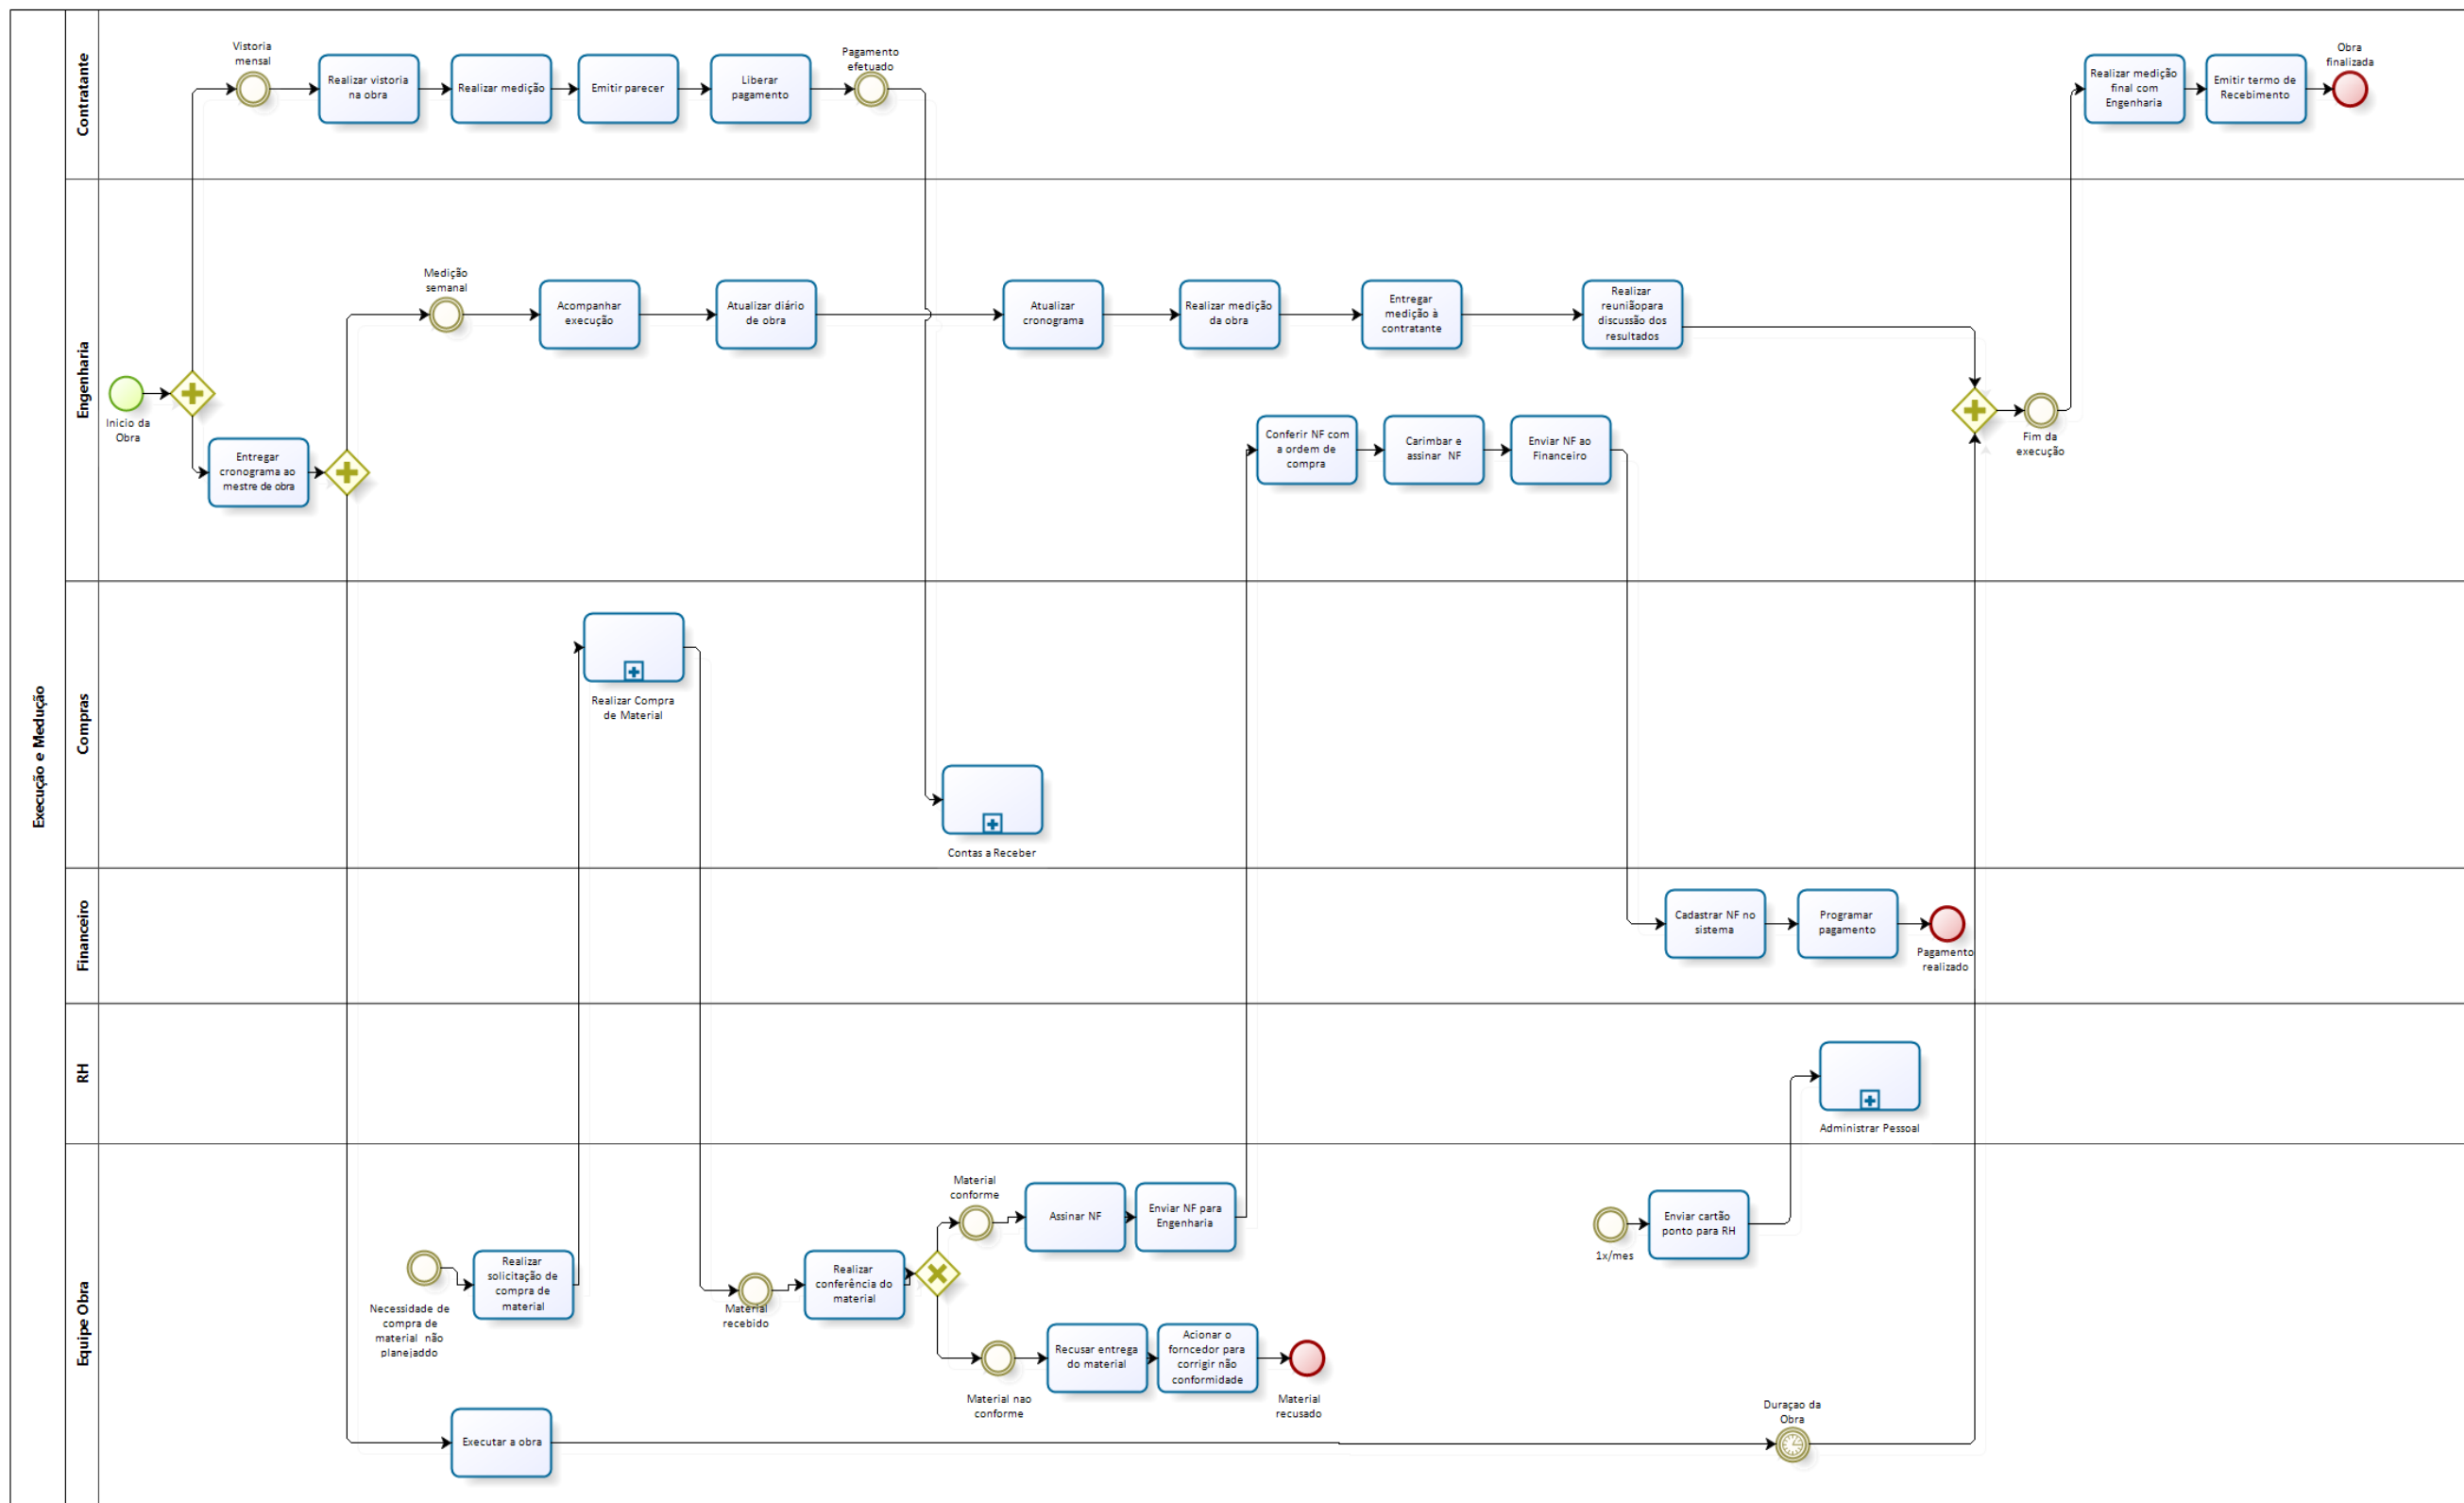 Execução e Medução
Contratante
Vistoria
mensal
Realizar vistoria
na obra
Realizar medição
Emitir parecer
Liberar
pagamento
Pagamento
efetuado
Realizar medição
final com
Engenharia
Emitir termo de
Recebimento
Obra
finalizada
Engenharia
Inicio da
Obra
Entregar
cronograma ao
mestre de obra
Medição
semanal
Acompanhar
execução
Atualizar diário
de obra
Atualizar
cronograma
Realizar medição
da obra
Entregar
medição à
contratante
Realizar
reuniãopara
discussão dos
resultados
Conferir NF com
a ordem de
compra
Carimbar e
assinar  NF
Enviar NF ao
Financeiro
Fim da
execução
Compras
Realizar Compra
de Material
Contas a Receber
Financeiro
Cadastrar NF no
sistema
Programar
pagamento
Pagamento
realizado
RH
Administrar Pessoal
Equipe Obra
Necessidade de
compra de
material  não
planejaddo
Realizar
solicitação de
compra de
material
Material
recebido
Realizar
conferência do
material
Material
conforme
Assinar NF
Enviar NF para
Engenharia
Material nao
conforme
Recusar entrega
do material
Acionar o
forncedor para
corrigir não
conformidade
Material
recusado
1x/mes
Enviar cartão
ponto para RH
Executar a obra
Duraçao da
Obra